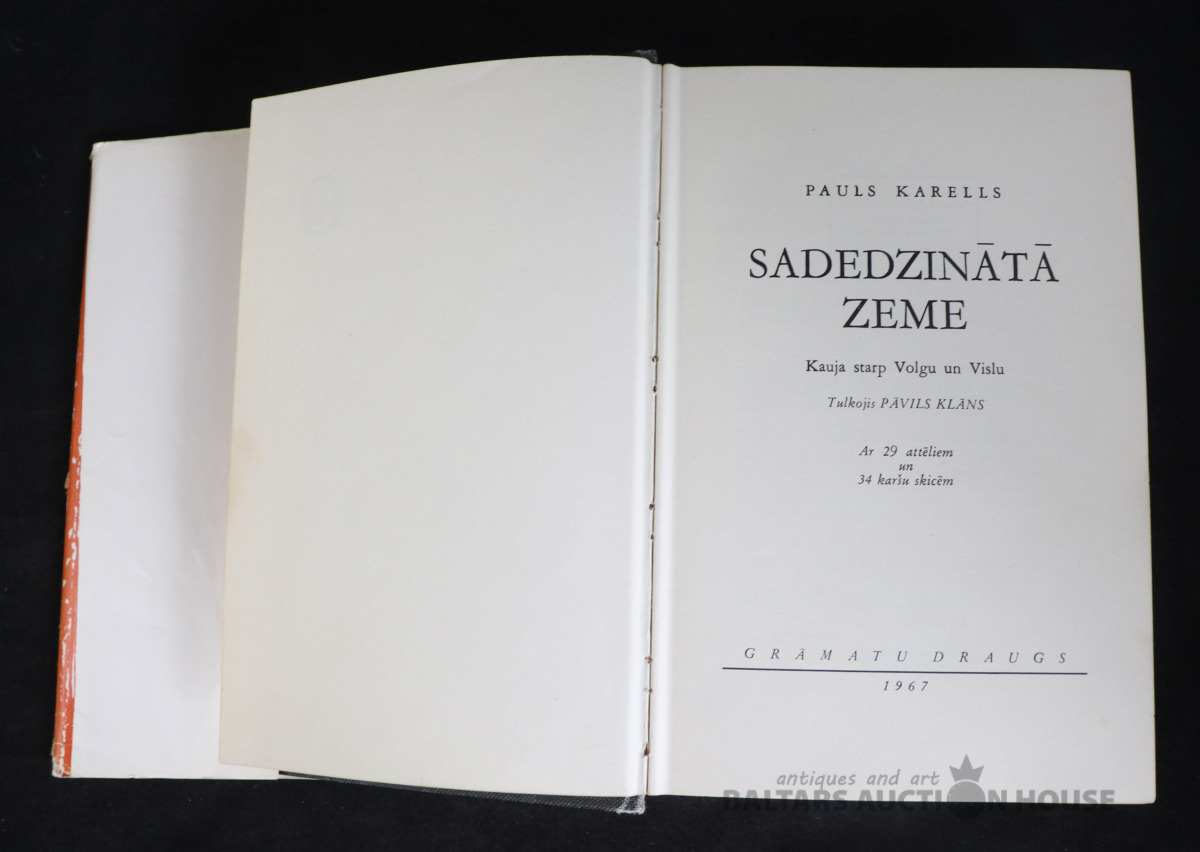 PAULS KARELLS
SADEDZINĀTĀ
ZEME
Kauja starp Volgu un Vislu
Tulkojis PĀVILS KLĀNS
Ar 29 attēliem
un
34 karšu skicēm
GRĀMATU DRAUGS
1967
antiques and art
BALTARS AUCTION HOUSE